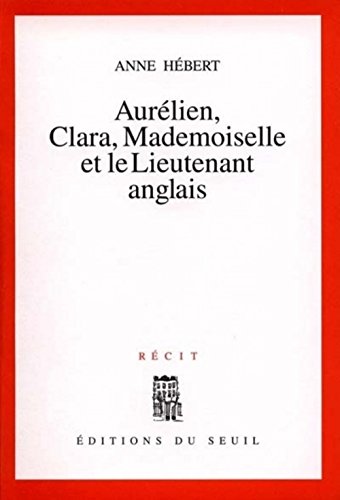 ANNE HÉBERT
Aurélien,
Clara, Mademoiselle
et le Lieutenant
anglais
RÉCIT
ÉDITIONS DU SEUIL